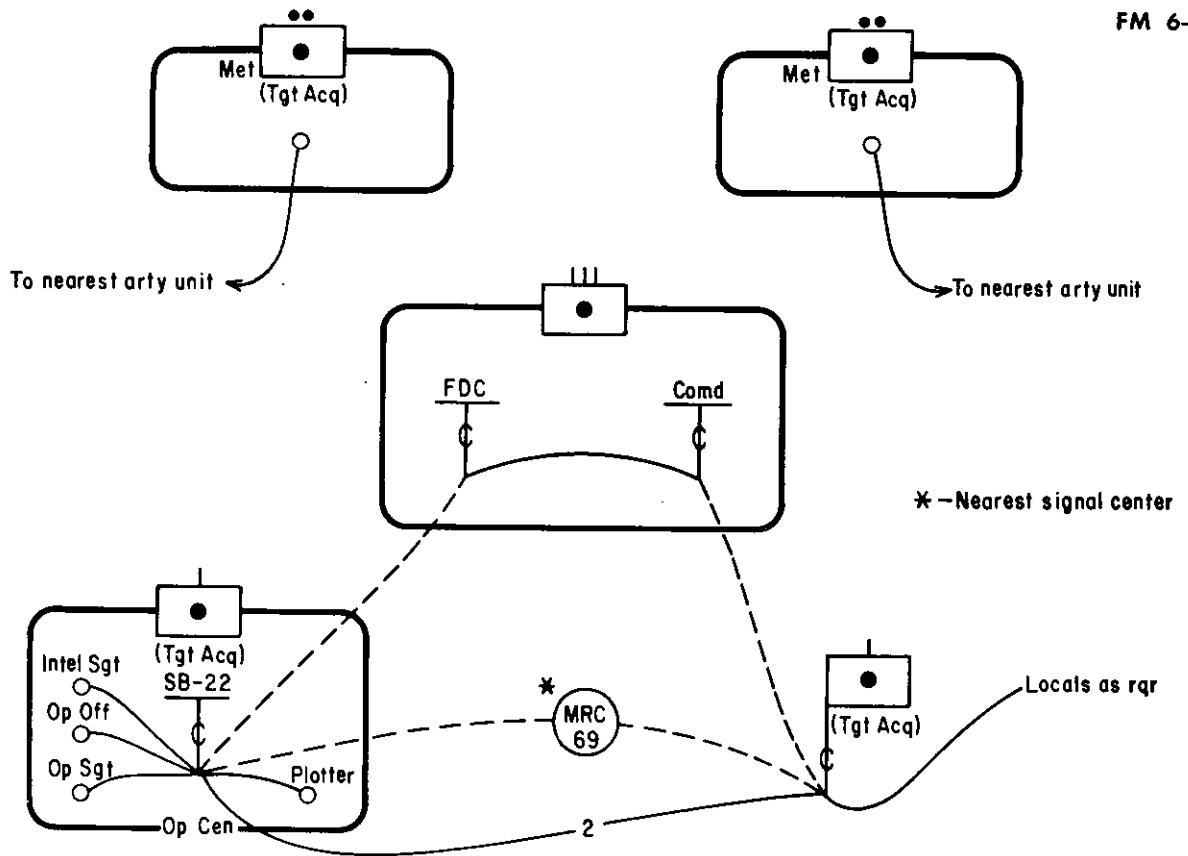 FM 6-
Met
(Tgt Acq)
Met
(Tgt Acq)
To nearest arty unit
To nearest arty unit
FDC
Comd
*-Nearest signal center
(Tgt Acq)
SB-22
Intel Sgt
Op Off
Op Sgt
Plotter
Op Cen
*
MRC
69
(Tgt Acq)
Locals as rqr
2